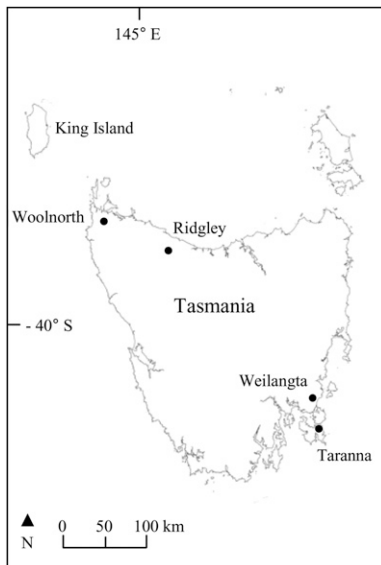 145° E
King Island
Woolnorth
Ridgley
Tasmania
- 40° S
Weilangta
Taranna
N
0 50 100 km